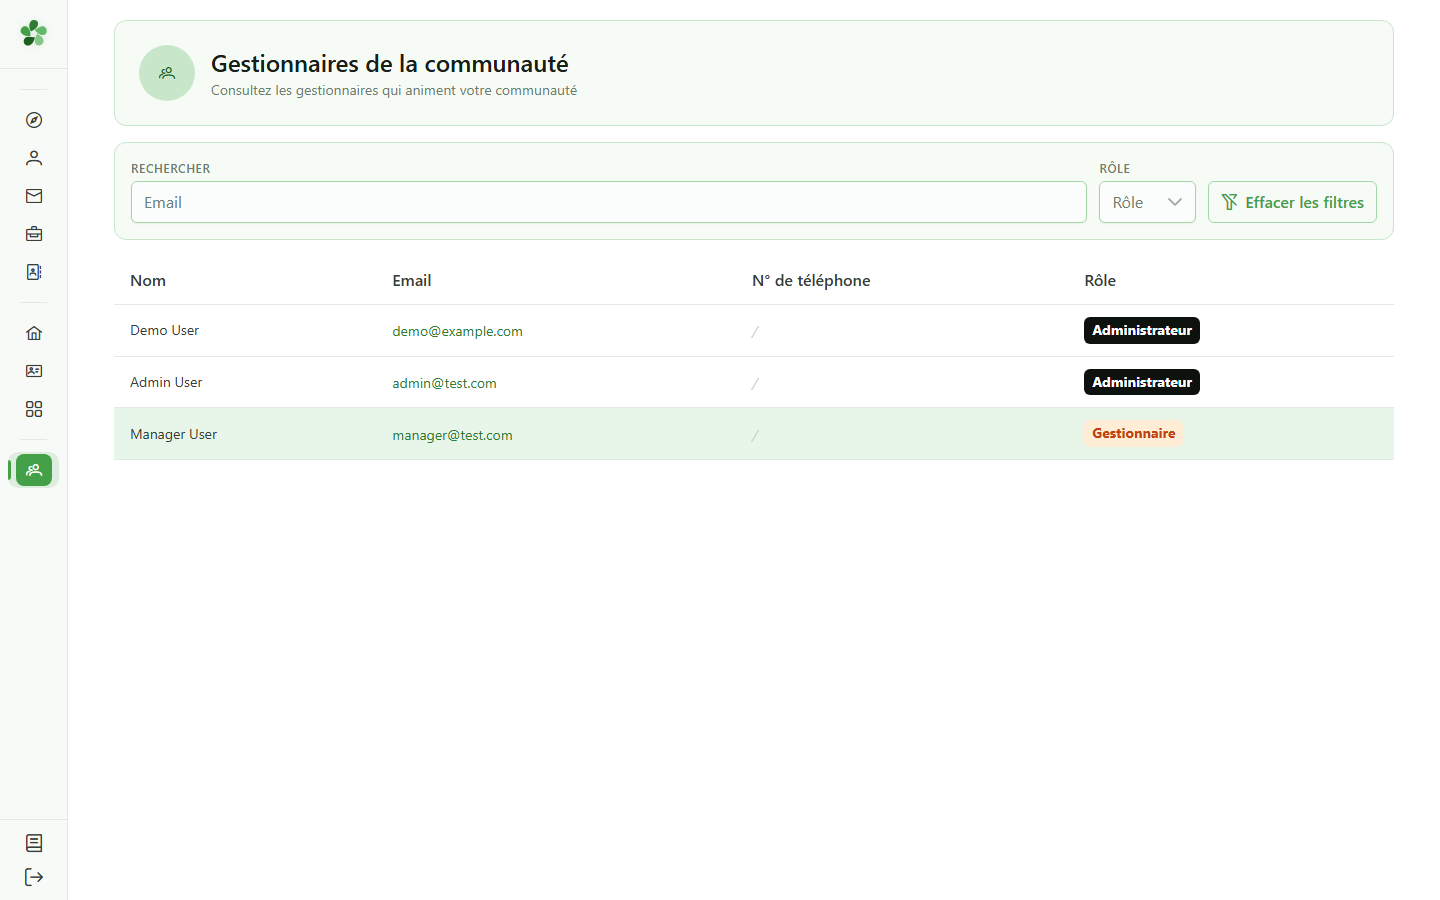 Gestionnaires de la communauté
Consultez les gestionnaires qui animent votre communauté
RECHERCHER
RÔLE
Email
Rôle
Effacer les filtres
Nom Email N° de téléphone Rôle
Demo User demo@example.com / Administrateur
Admin User admin@test.com / Administrateur
Manager User manager@test.com / Gestionnaire